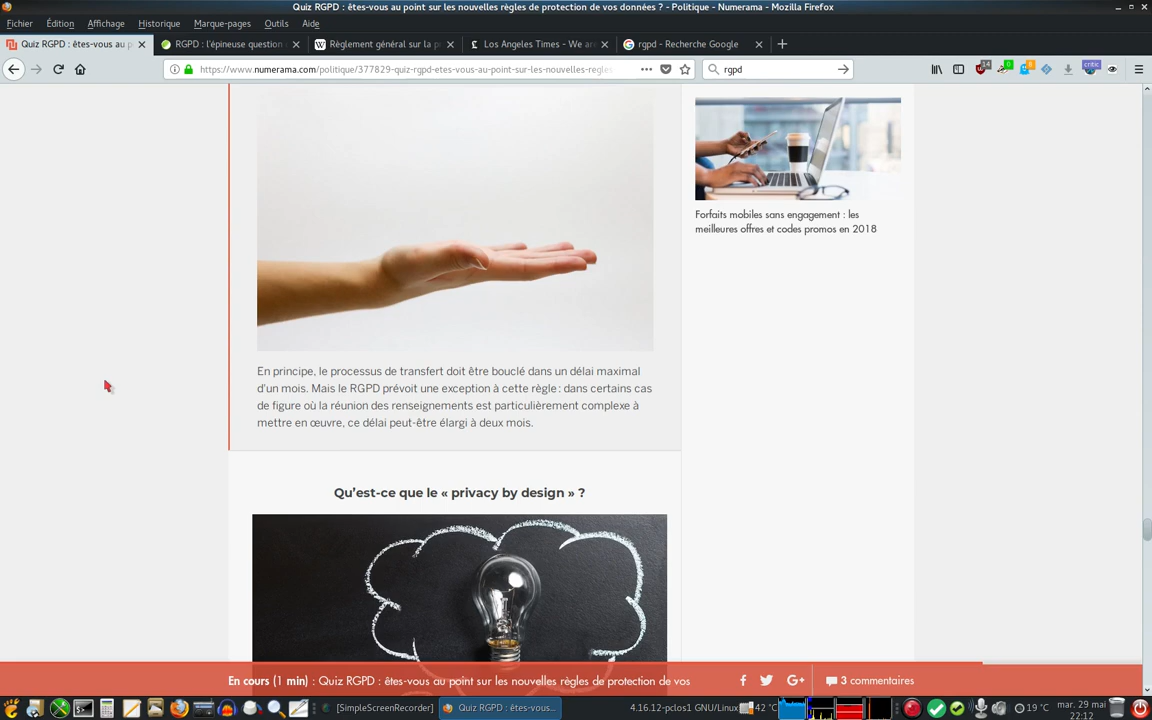 Quiz RGPD : êtes-vous au point sur les nouvelles règles de protection de vos données ? - Politique - Numerama - Mozilla Firefox
Fichier Édition Affichage Historique Marque-pages Outils Aide
Quiz RGPD : êtes-vous au p
RGPD : l'épineuse question
Règlement général sur la p
Los Angeles Times - We are
rgpd - Recherche Google
https://www.numerama.com/politique/377829-quiz-rgpd-etes-vous-au-point-sur-les-nouvelles-regles
rgpd
critic
Forfaits mobiles sans engagement : les
meilleures offres et codes promos en 2018
En principe, le processus de transfert doit être bouclé dans un délai maximal
d'un mois. Mais le RGPD prévoit une exception à cette règle : dans certains cas
de figure où la réunion des renseignements est particulièrement complexe à
mettre en œuvre, ce délai peut-être élargi à deux mois.
Qu'est-ce que le « privacy by design » ?
En cours (1 min) : Quiz RGPD : êtes-vous au point sur les nouvelles règles de protection de vos
3 commentaires
[SimpleScreenRecorder]
Quiz RGPD : êtes-vous...
4.16.12-pclos1 GNU/Linux
42 °C
19 °C
mar. 29 mai
22:12